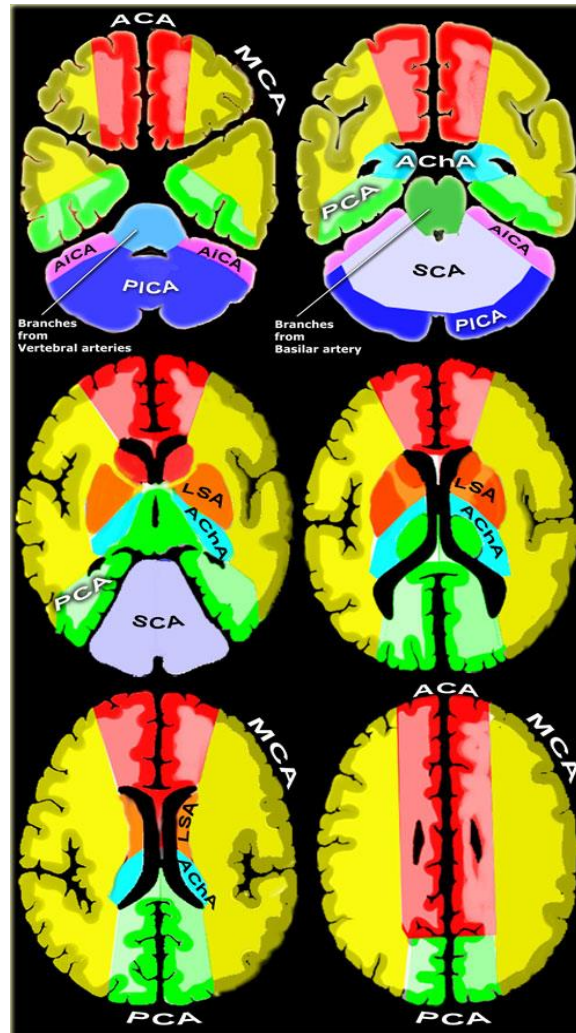 ACA
MCA
AICA
AICA
PICA
Branches
from
Vertebral arteries
AChA
PCA
SCA
AICA
PICA
Branches
from
Basilar artery
LSA
AChA
PCA
SCA
LSA
AChA
ACA
MCA
LSA
AChA
PCA
MCA
PCA